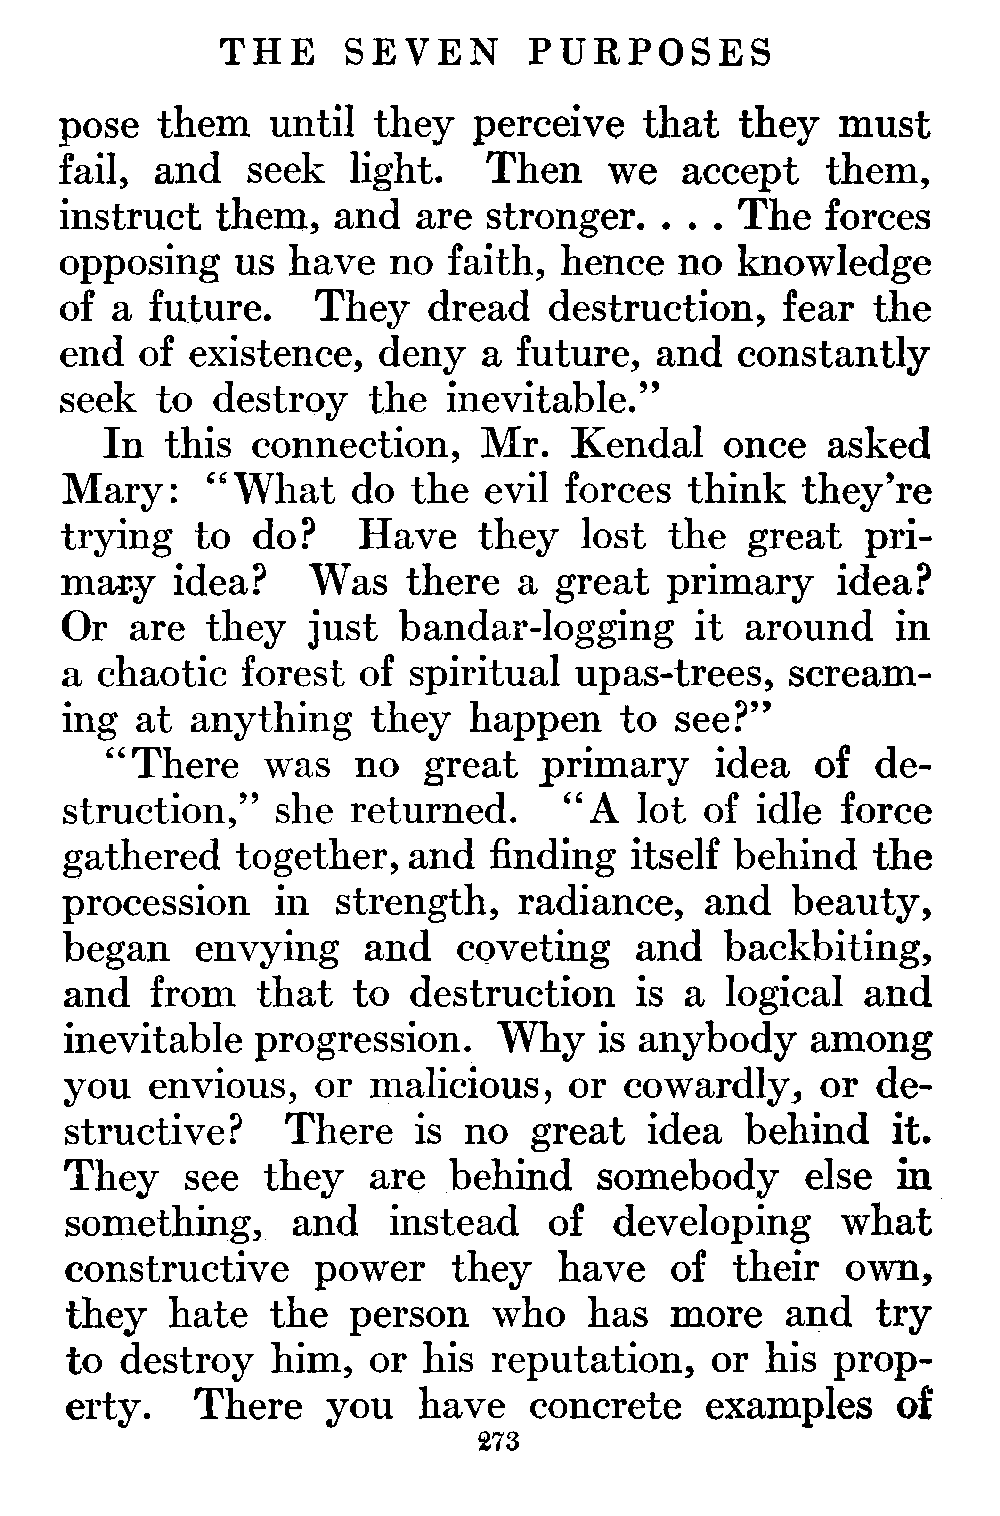 THE SEVEN PURPOSES
pose them until they perceive that they must
fail, and seek light. Then we accept them,
instruct them, and are stronger. . . . The forces
opposing us have no faith, hence no knowledge
of a future. They dread destruction, fear the
end of existence, deny a future, and constantly
seek to destroy the inevitable.”
In this connection, Mr. Kendal once asked
Mary: “What do the evil forces think they’re
trying to do? Have they lost the great pri-
mary idea? Was there a great primary idea?
Or are they just bandar-logging it around in
a chaotic forest of spiritual upas-trees, scream-
ing at anything they happen to see?”
“There was no great primary idea of de-
struction,” she returned. “A lot of idle force
gathered together, and finding itself behind the
procession in strength, radiance, and beauty,
began envying and coveting and backbiting,
and from that to destruction is a logical and
inevitable progression. Why is anybody among
you envious, or malicious, or cowardly, or de-
structive? There is no great idea behind it.
They see they are behind somebody else in
something, and instead of developing what
constructive power they have of their own,
they hate the person who has more and try
to destroy him, or his reputation, or his prop-
erty. There you have concrete examples of
273